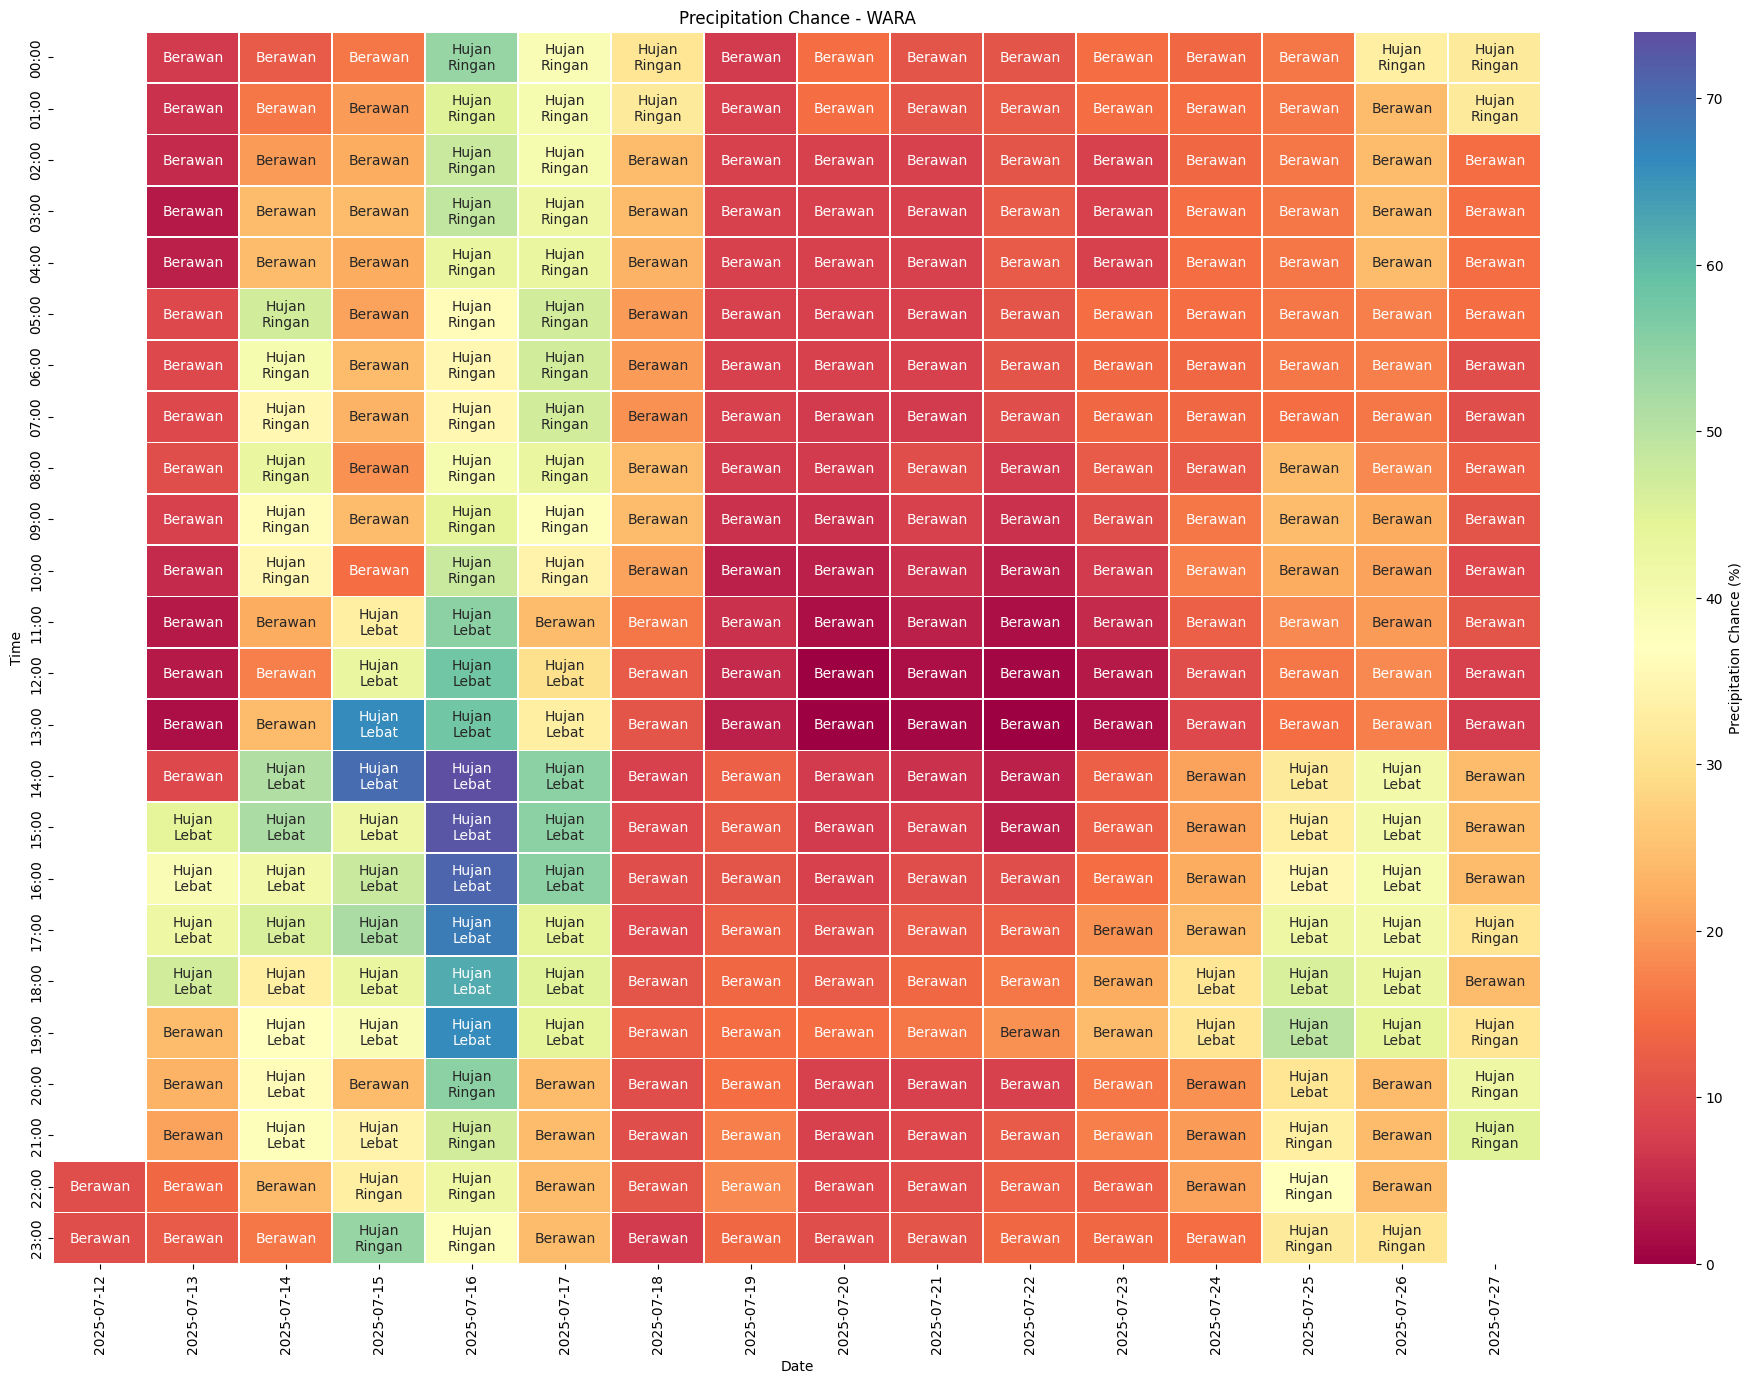 Precipitation Chance - WARA
Time
00:00 Berawan Berawan Berawan Hujan Ringan Hujan Ringan Hujan Ringan Berawan Berawan Berawan Berawan Berawan Berawan Berawan Hujan Ringan Hujan Ringan
01:00 Berawan Berawan Berawan Hujan Ringan Hujan Ringan Hujan Ringan Berawan Berawan Berawan Berawan Berawan Berawan Berawan Berawan Hujan Ringan
02:00 Berawan Berawan Berawan Hujan Ringan Hujan Ringan Berawan Berawan Berawan Berawan Berawan Berawan Berawan Berawan Berawan Berawan
03:00 Berawan Berawan Berawan Hujan Ringan Hujan Ringan Berawan Berawan Berawan Berawan Berawan Berawan Berawan Berawan Berawan Berawan
04:00 Berawan Berawan Berawan Hujan Ringan Hujan Ringan Berawan Berawan Berawan Berawan Berawan Berawan Berawan Berawan Berawan Berawan
05:00 Berawan Hujan Ringan Berawan Hujan Ringan Hujan Ringan Berawan Berawan Berawan Berawan Berawan Berawan Berawan Berawan Berawan Berawan
06:00 Berawan Hujan Ringan Berawan Hujan Ringan Hujan Ringan Berawan Berawan Berawan Berawan Berawan Berawan Berawan Berawan Berawan Berawan
07:00 Berawan Hujan Ringan Berawan Hujan Ringan Hujan Ringan Berawan Berawan Berawan Berawan Berawan Berawan Berawan Berawan Berawan Berawan
08:00 Berawan Hujan Ringan Berawan Hujan Ringan Hujan Ringan Berawan Berawan Berawan Berawan Berawan Berawan Berawan Berawan Berawan Berawan
09:00 Berawan Hujan Ringan Berawan Hujan Ringan Hujan Ringan Berawan Berawan Berawan Berawan Berawan Berawan Berawan Berawan Berawan Berawan
10:00 Berawan Hujan Ringan Berawan Hujan Ringan Hujan Ringan Berawan Berawan Berawan Berawan Berawan Berawan Berawan Berawan Berawan Berawan
11:00 Berawan Berawan Hujan Lebat Hujan Lebat Berawan Berawan Berawan Berawan Berawan Berawan Berawan Berawan Berawan Berawan Berawan
12:00 Berawan Berawan Hujan Lebat Hujan Lebat Hujan Lebat Berawan Berawan Berawan Berawan Berawan Berawan Berawan Berawan Berawan Berawan
13:00 Berawan Berawan Hujan Lebat Hujan Lebat Hujan Lebat Berawan Berawan Berawan Berawan Berawan Berawan Berawan Berawan Berawan Berawan
14:00 Berawan Hujan Lebat Hujan Lebat Hujan Lebat Hujan Lebat Berawan Berawan Berawan Berawan Berawan Berawan Berawan Hujan Lebat Hujan Lebat Berawan
15:00 Hujan Lebat Hujan Lebat Hujan Lebat Hujan Lebat Hujan Lebat Berawan Berawan Berawan Berawan Berawan Berawan Berawan Hujan Lebat Hujan Lebat Berawan
16:00 Hujan Lebat Hujan Lebat Hujan Lebat Hujan Lebat Hujan Lebat Berawan Berawan Berawan Berawan Berawan Berawan Berawan Hujan Lebat Hujan Lebat Berawan
17:00 Hujan Lebat Hujan Lebat Hujan Lebat Hujan Lebat Hujan Lebat Berawan Berawan Berawan Berawan Berawan Berawan Berawan Hujan Lebat Hujan Lebat Hujan Ringan
18:00 Hujan Lebat Hujan Lebat Hujan Lebat Hujan Lebat Hujan Lebat Berawan Berawan Berawan Berawan Berawan Berawan Hujan Lebat Hujan Lebat Hujan Lebat Berawan
19:00 Berawan Hujan Lebat Hujan Lebat Hujan Lebat Hujan Lebat Berawan Berawan Berawan Berawan Berawan Berawan Hujan Lebat Hujan Lebat Hujan Lebat Hujan Ringan
20:00 Berawan Hujan Lebat Berawan Hujan Ringan Berawan Berawan Berawan Berawan Berawan Berawan Berawan Berawan Hujan Lebat Berawan Hujan Ringan
21:00 Berawan Hujan Lebat Hujan Lebat Hujan Ringan Berawan Berawan Berawan Berawan Berawan Berawan Berawan Berawan Hujan Ringan Berawan Hujan Ringan
22:00 Berawan Berawan Berawan Hujan Ringan Hujan Ringan Berawan Berawan Berawan Berawan Berawan Berawan Berawan Berawan Hujan Ringan Berawan
23:00 Berawan Berawan Berawan Hujan Ringan Hujan Ringan Berawan Berawan Berawan Berawan Berawan Berawan Berawan Berawan Hujan Ringan Hujan Ringan
2025-07-12 2025-07-13 2025-07-14 2025-07-15 2025-07-16 2025-07-17 2025-07-18 2025-07-19 2025-07-20 2025-07-21 2025-07-22 2025-07-23 2025-07-24 2025-07-25 2025-07-26 2025-07-27
Date
70
60
50
40
30
20
10
0
Precipitation Chance (%)